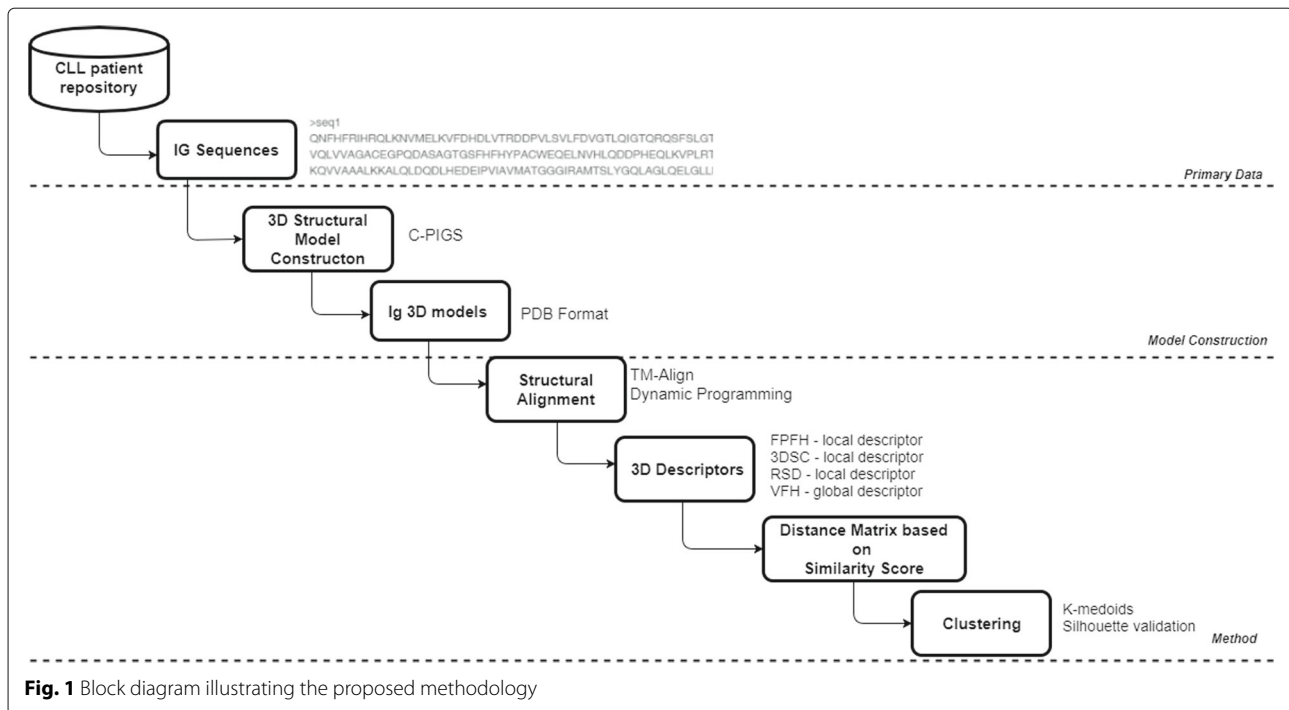 CLL patient
repository
IG Sequences
>seq1
QNFHFRIHRQLKNVMELKVFDHDLVTRDDPVLSVLFDVGTLQIGTQRQSFSLGT
VQLVVAGACEGPQDASAGTGSFHFHYPACWEQELNVHLQDDPHEQLKVPLRT
KQVVAAALKKALQLDQDLHEDEIPVIAVMATGGGIRAMTSLYGQLAGLQELGLL
Primary Data
3D Structural
Model
Constructon
C-PIGS
Ig 3D models
PDB Format
Model Construction
Structural
Alignment
TM-Align
Dynamic Programming
3D Descriptors
FPFH - local descriptor
3DSC - local descriptor
RSD - local descriptor
VFH - global descriptor
Distance Matrix based
on
Similarity Score
Clustering
K-medoids
Silhouette validation
Method
Fig. 1 Block diagram illustrating the proposed methodology